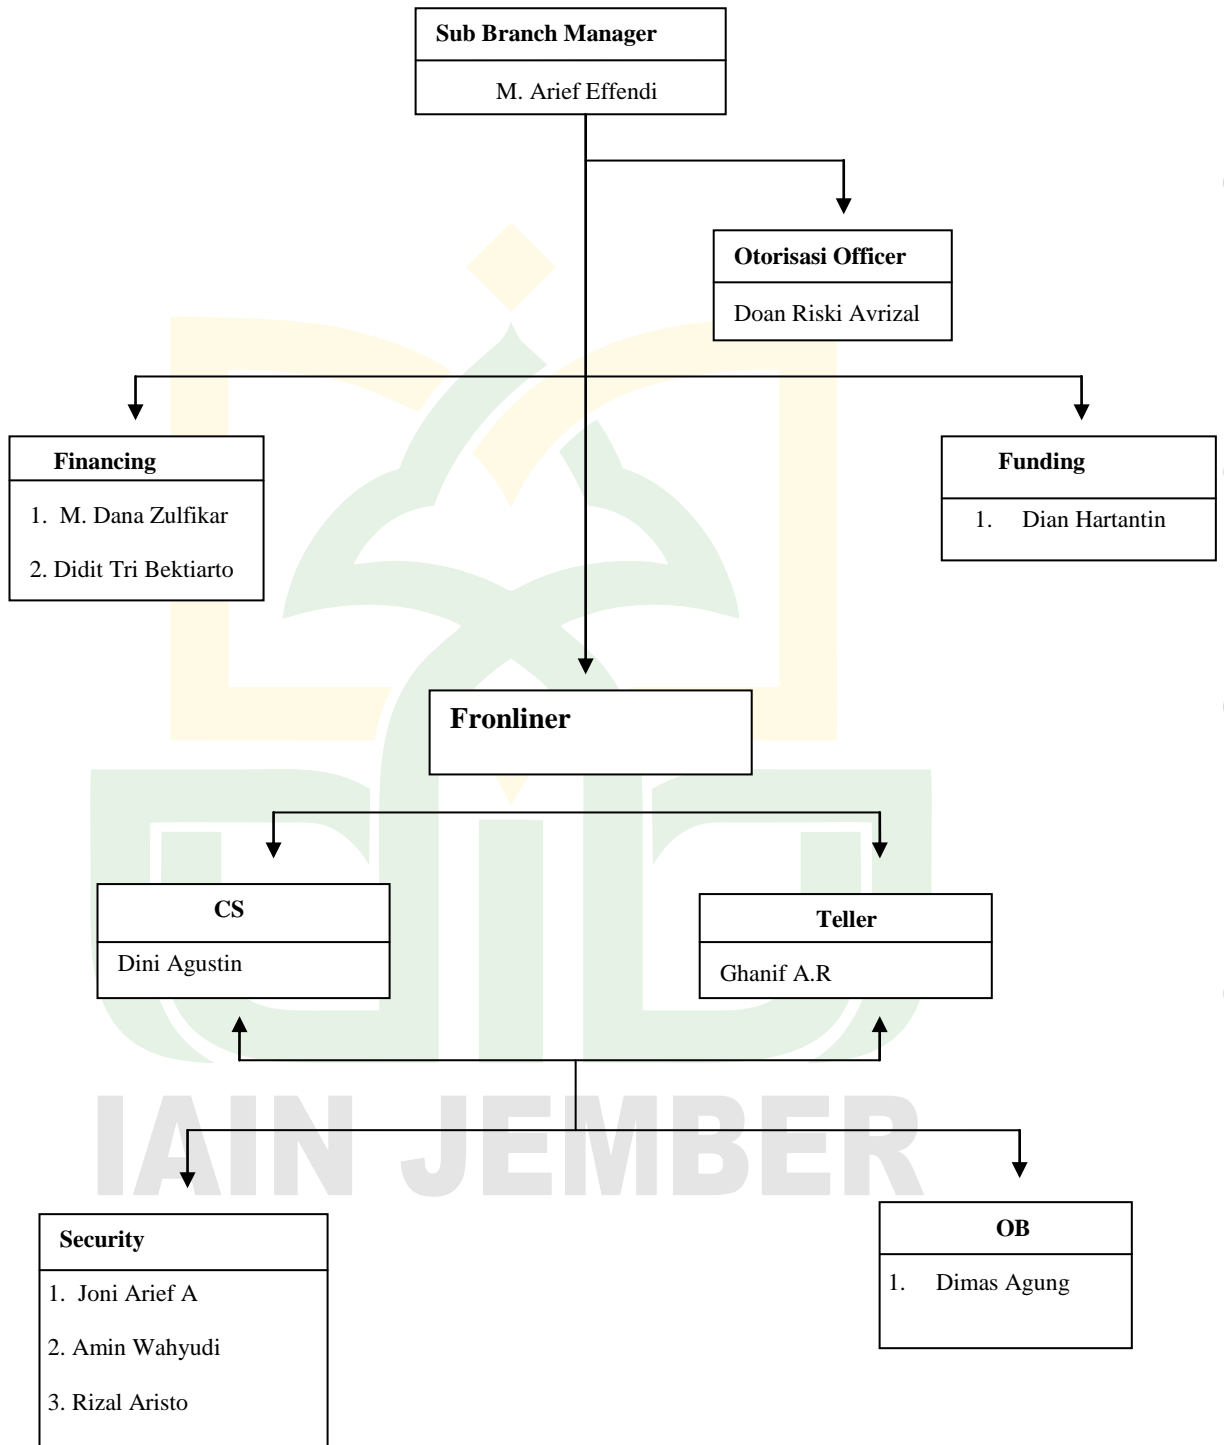 Sub Branch Manager
M. Arief Effendi
Otorisasi Officer
Doan Riski Avrizal
Financing
1. M. Dana Zulfikar
2. Didit Tri Bektiarto
Funding
1. Dian Hartantin
Fronliner
CS
Dini Agustin
Teller
Ghanif A.R
IAIN JEMBER
Security
1. Joni Arief A
2. Amin Wahyudi
3. Rizal Aristo
OB
1. Dimas Agung